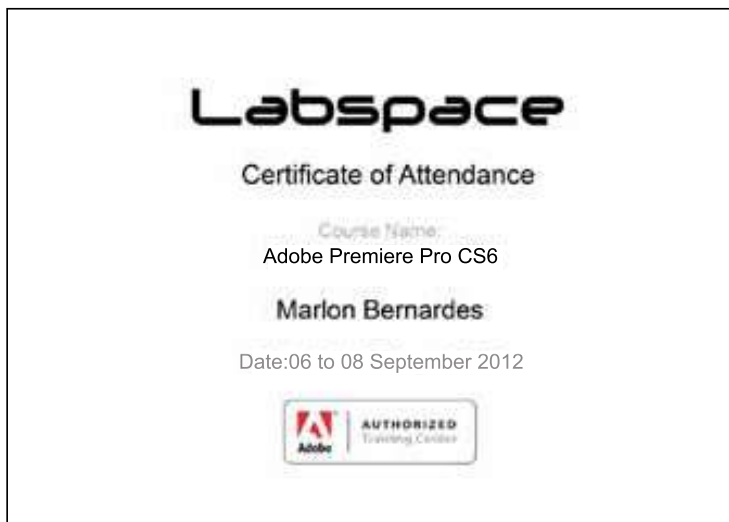 Labspace
Certificate of Attendance
Course Name:
Adobe Premiere Pro CS6
Marlon Bernardes
Date:06 to 08 September 2012
Adobe
AUTHORIZED
Training Center